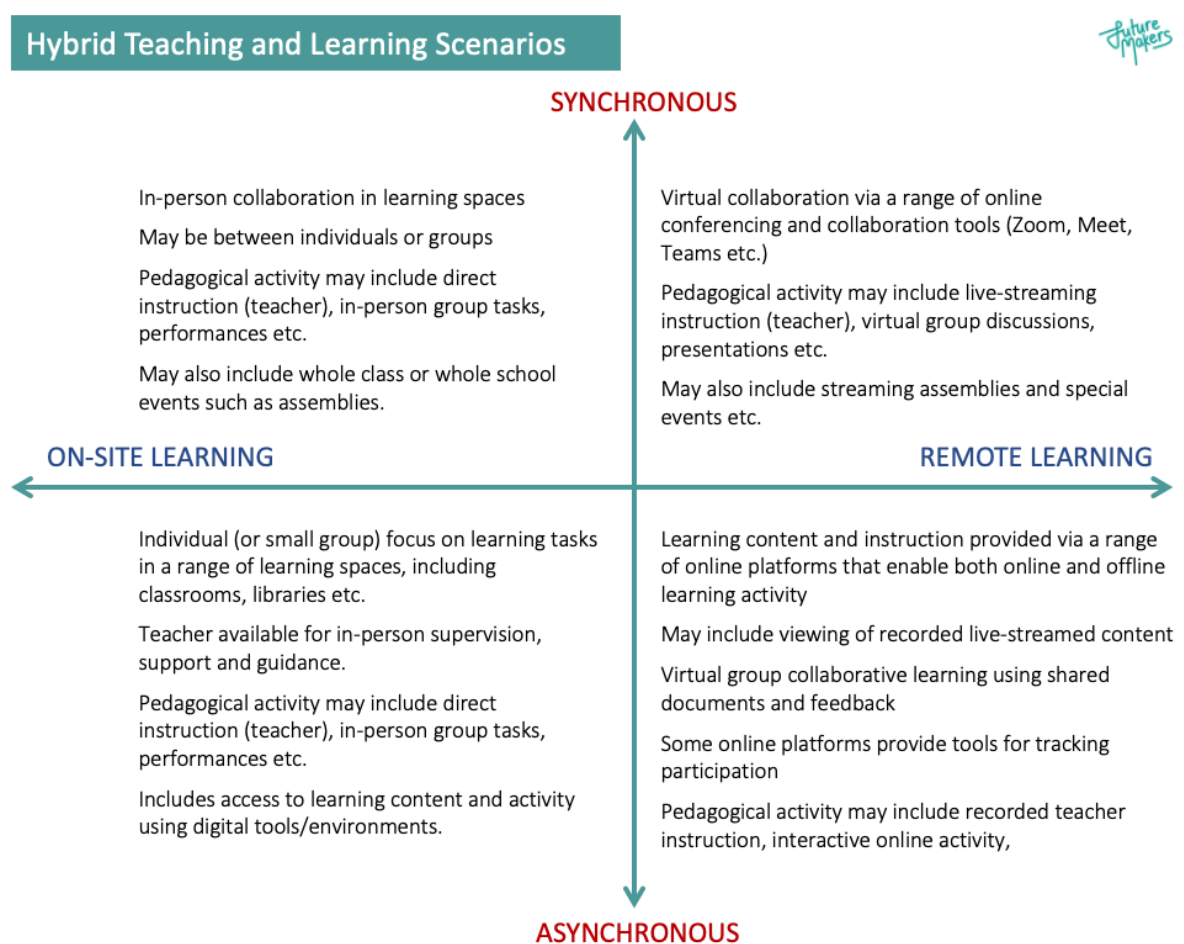 Hybrid Teaching and Learning Scenarios
future
makers
SYNCHRONOUS
In-person collaboration in learning spaces
May be between individuals or groups
Pedagogical activity may include direct
instruction (teacher), in-person group tasks,
performances etc.
May also include whole class or whole school
events such as assemblies.
Virtual collaboration via a range of online
conferencing and collaboration tools (Zoom, Meet,
Teams etc.)
Pedagogical activity may include live-streaming
instruction (teacher), virtual group discussions,
presentations etc.
May also include streaming assemblies and special
events etc.
ON-SITE LEARNING
REMOTE LEARNING
Individual (or small group) focus on learning tasks
in a range of learning spaces, including
classrooms, libraries etc.
Teacher available for in-person supervision,
support and guidance.
Pedagogical activity may include direct
instruction (teacher), in-person group tasks,
performances etc.
Includes access to learning content and activity
using digital tools/environments.
Learning content and instruction provided via a range
of online platforms that enable both online and offline
learning activity
May include viewing of recorded live-streamed content
Virtual group collaborative learning using shared
documents and feedback
Some online platforms provide tools for tracking
participation
Pedagogical activity may include recorded teacher
instruction, interactive online activity,
ASYNCHRONOUS